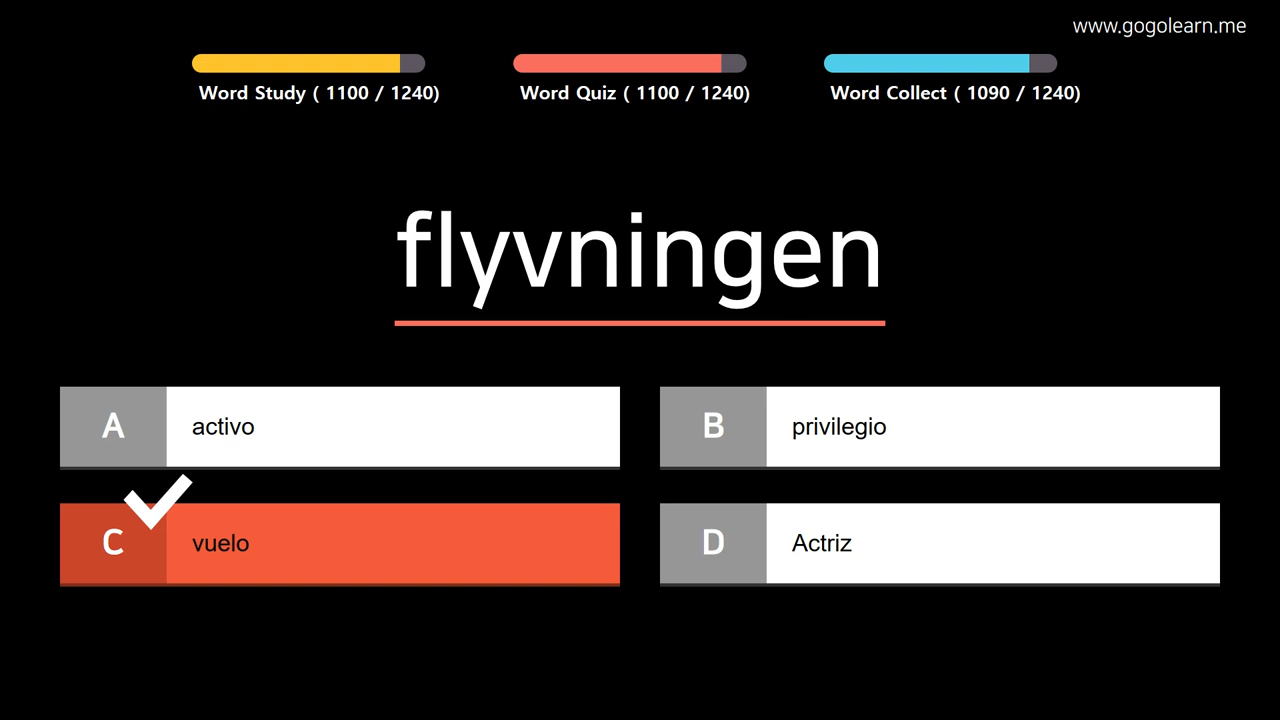 www.gogolearn.me
Word Study ( 1100 / 1240)
Word Quiz ( 1100 / 1240)
Word Collect ( 1090 / 1240)
flyvningen
A activo
B privilegio
C vuelo
D Actriz